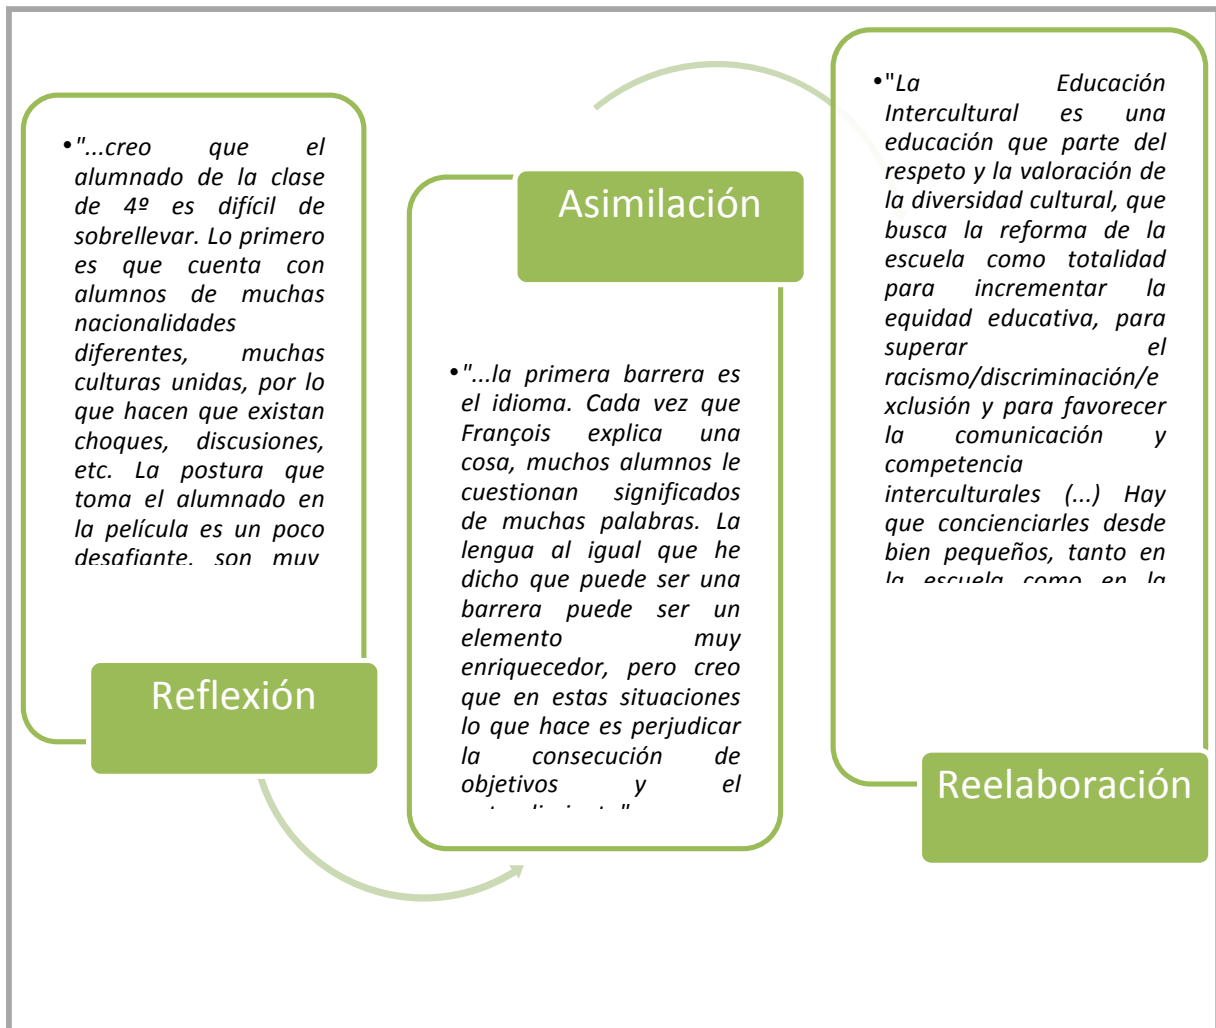 •"...creo que el
alumnado de la clase
de 4º es difícil de
sobrellevar. Lo primero
es que cuenta con
alumnos de muchas
nacionalidades
diferentes, muchas
culturas unidas, por lo
que hacen que existan
choques, discusiones,
etc. La postura que
toma el alumnado en
la película es un poco
desafiante, son muy
Reflexión
Asimilación
•"...la primera barrera es
el idioma. Cada vez que
François explica una
cosa, muchos alumnos le
cuestionan significados
de muchas palabras. La
lengua al igual que he
dicho que puede ser una
barrera puede ser un
elemento muy
enriquecedor, pero creo
que en estas situaciones
lo que hace es perjudicar
la consecución de
objetivos y el
•"La Educación
Intercultural es una
educación que parte del
respeto y la valoración de
la diversidad cultural, que
busca la reforma de la
escuela como totalidad
para incrementar la
equidad educativa, para
superar el
racismo/discriminación/e
xclusión y para favorecer
la comunicación y
competencia
interculturales (...) Hay
que concienciarles desde
bien pequeños, tanto en
la escuela como en la
Reelaboración